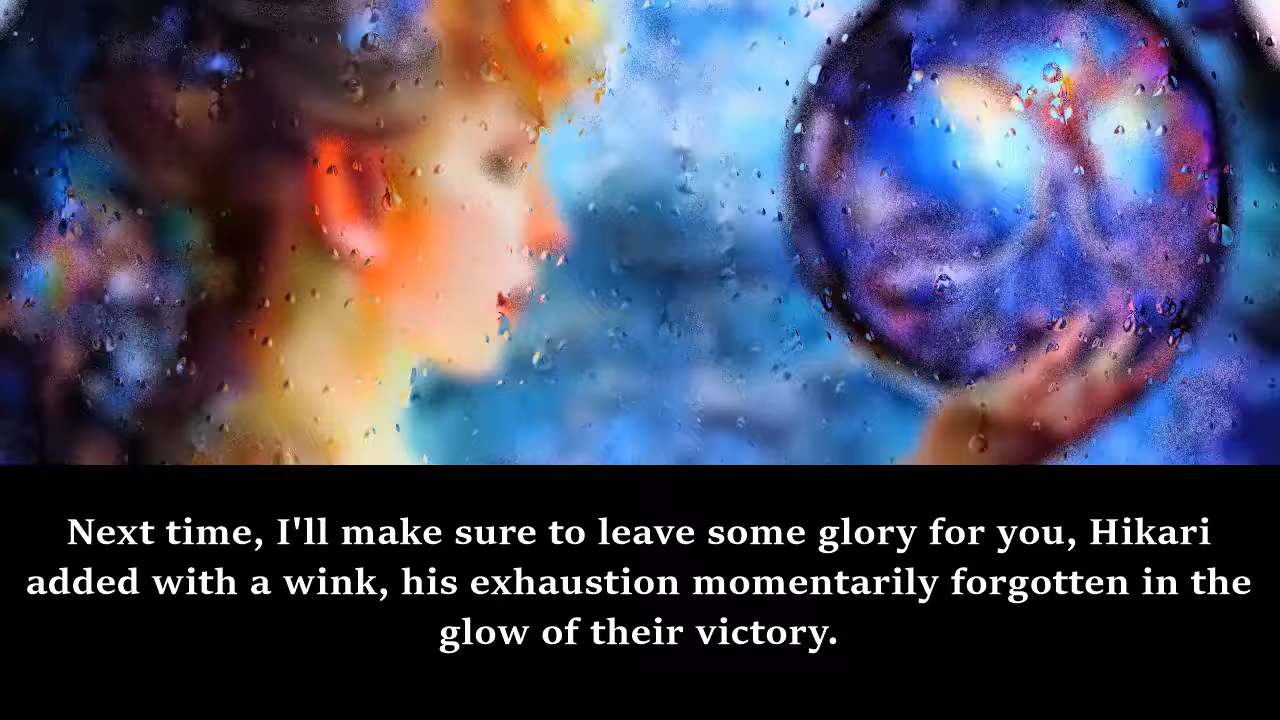 Next time, I'll make sure to leave some glory for you, Hikari
added with a wink, his exhaustion momentarily forgotten in the
glow of their victory.